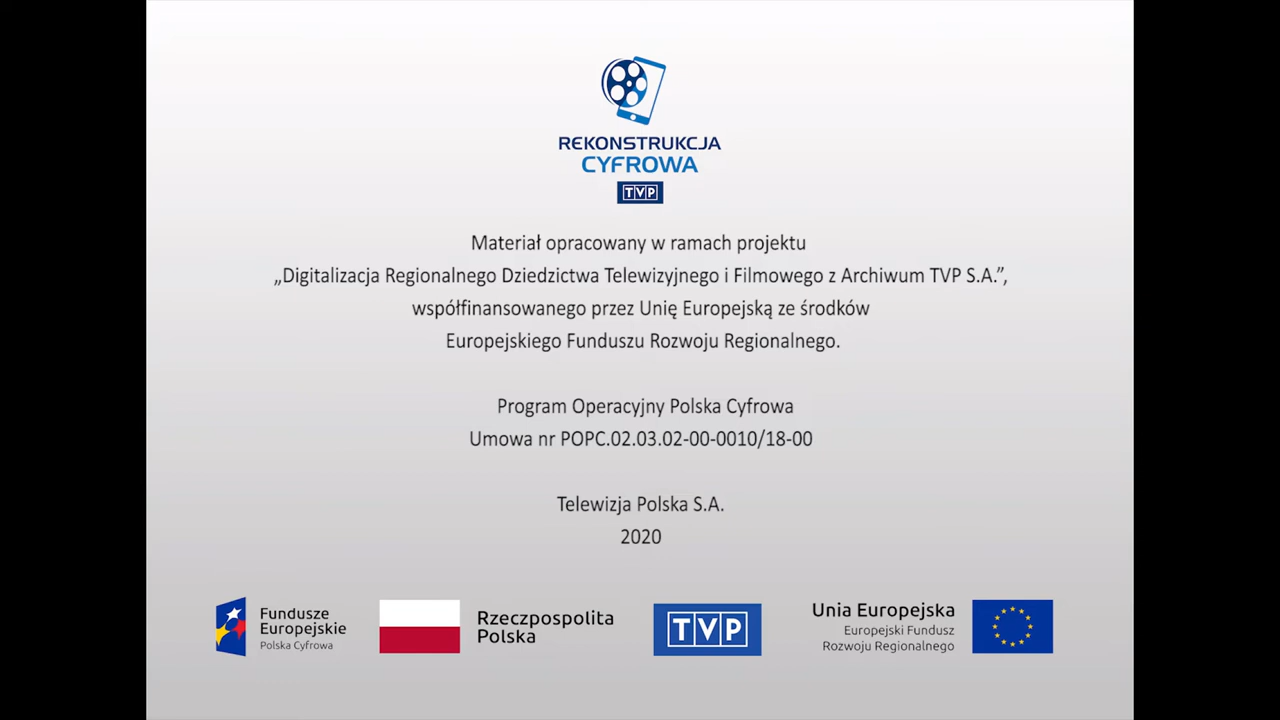 REKONSTRUKCJA
CYFROWA
TVP
Materiał opracowany w ramach projektu
„Digitalizacja Regionalnego Dziedzictwa Telewizyjnego i Filmowego z Archiwum TVP S.A.”,
współfinansowanego przez Unię Europejską ze środków
Europejskiego Funduszu Rozwoju Regionalnego.
Program Operacyjny Polska Cyfrowa
Umowa nr POPC.02.03.02-00-0010/18-00
Telewizja Polska S.A.
2020
Fundusze
Europejskie
Polska Cyfrowa
Rzeczpospolita
Polska
TVP
Unia Europejska
Europejski Fundusz
Rozwoju Regionalnego